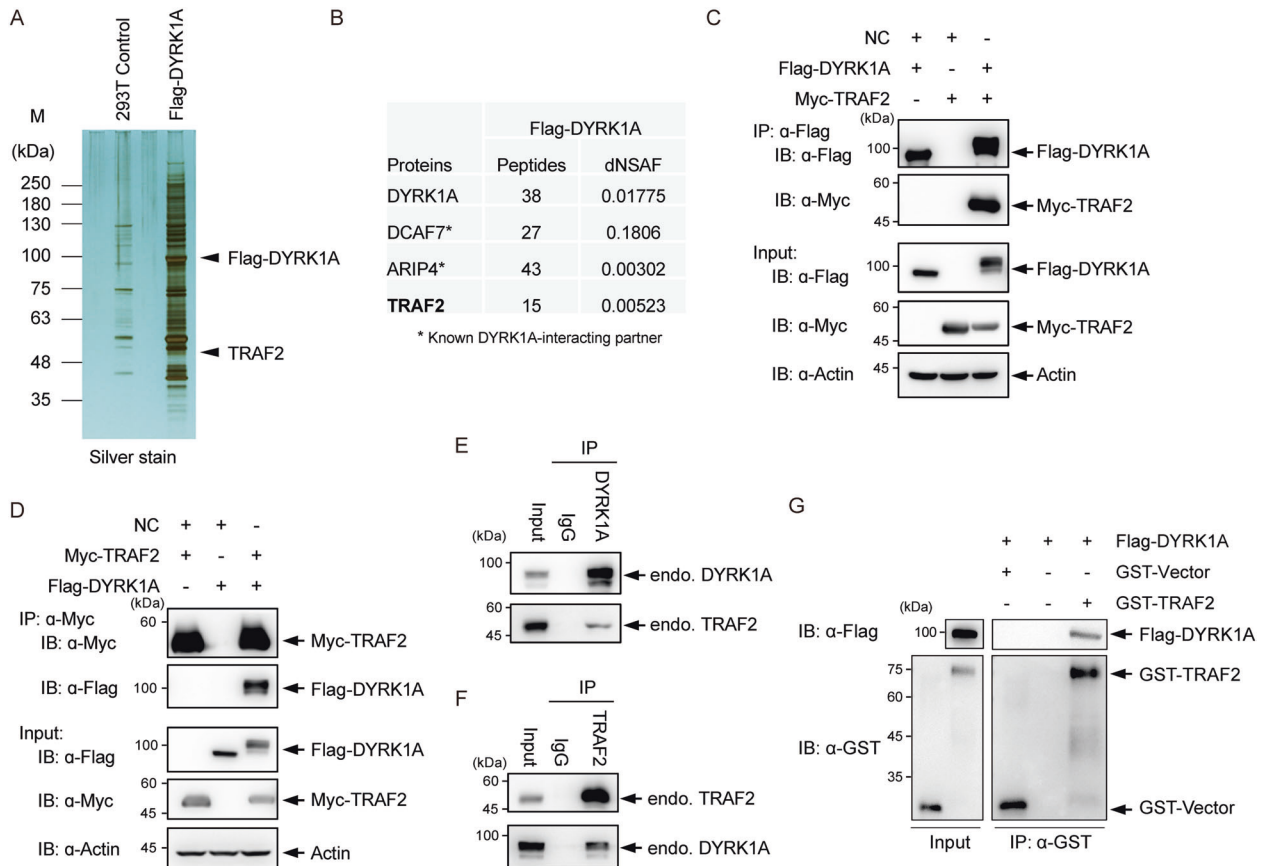 A
293T Control
Flag-DYRK1A
M
(kDa)
250
180
130
100
75
63
48
35
Flag-DYRK1A
TRAF2
Silver stain
B
Flag-DYRK1A
Proteins Peptides dNSAF
DYRK1A 38 0.01775
DCAF7* 27 0.1806
ARIP4* 43 0.00302
TRAF2 15 0.00523
* Known DYRK1A-interacting partner
C
NC + + -
Flag-DYRK1A + - +
Myc-TRAF2 - + +
(kDa)
IP: α-Flag
IB: α-Flag 100 Flag-DYRK1A
60
IB: α-Myc Myc-TRAF2
45
Input:
IB: α-Flag 100 Flag-DYRK1A
60
IB: α-Myc Myc-TRAF2
45
IB: α-Actin 45 Actin
D
NC + + -
Myc-TRAF2 + - +
Flag-DYRK1A - + +
(kDa)
IP: α-Myc 60
IB: α-Myc Myc-TRAF2
45
IB: α-Flag 100 Flag-DYRK1A
Input:
IB: α-Flag 100 Flag-DYRK1A
60
IB: α-Myc Myc-TRAF2
45
IB: α-Actin 45 Actin
E
IP
Input
IgG
DYRK1A
(kDa)
100 endo. DYRK1A
60
endo. TRAF2
45
F
IP
Input
IgG
TRAF2
(kDa)
60
endo. TRAF2
45
100
endo. DYRK1A
G
+ + + Flag-DYRK1A
+ - - GST-Vector
- - + GST-TRAF2
(kDa)
IB: α-Flag 100 Flag-DYRK1A
75 GST-TRAF2
60
45
IB: α-GST
35
GST-Vector
Input IP: α-GST